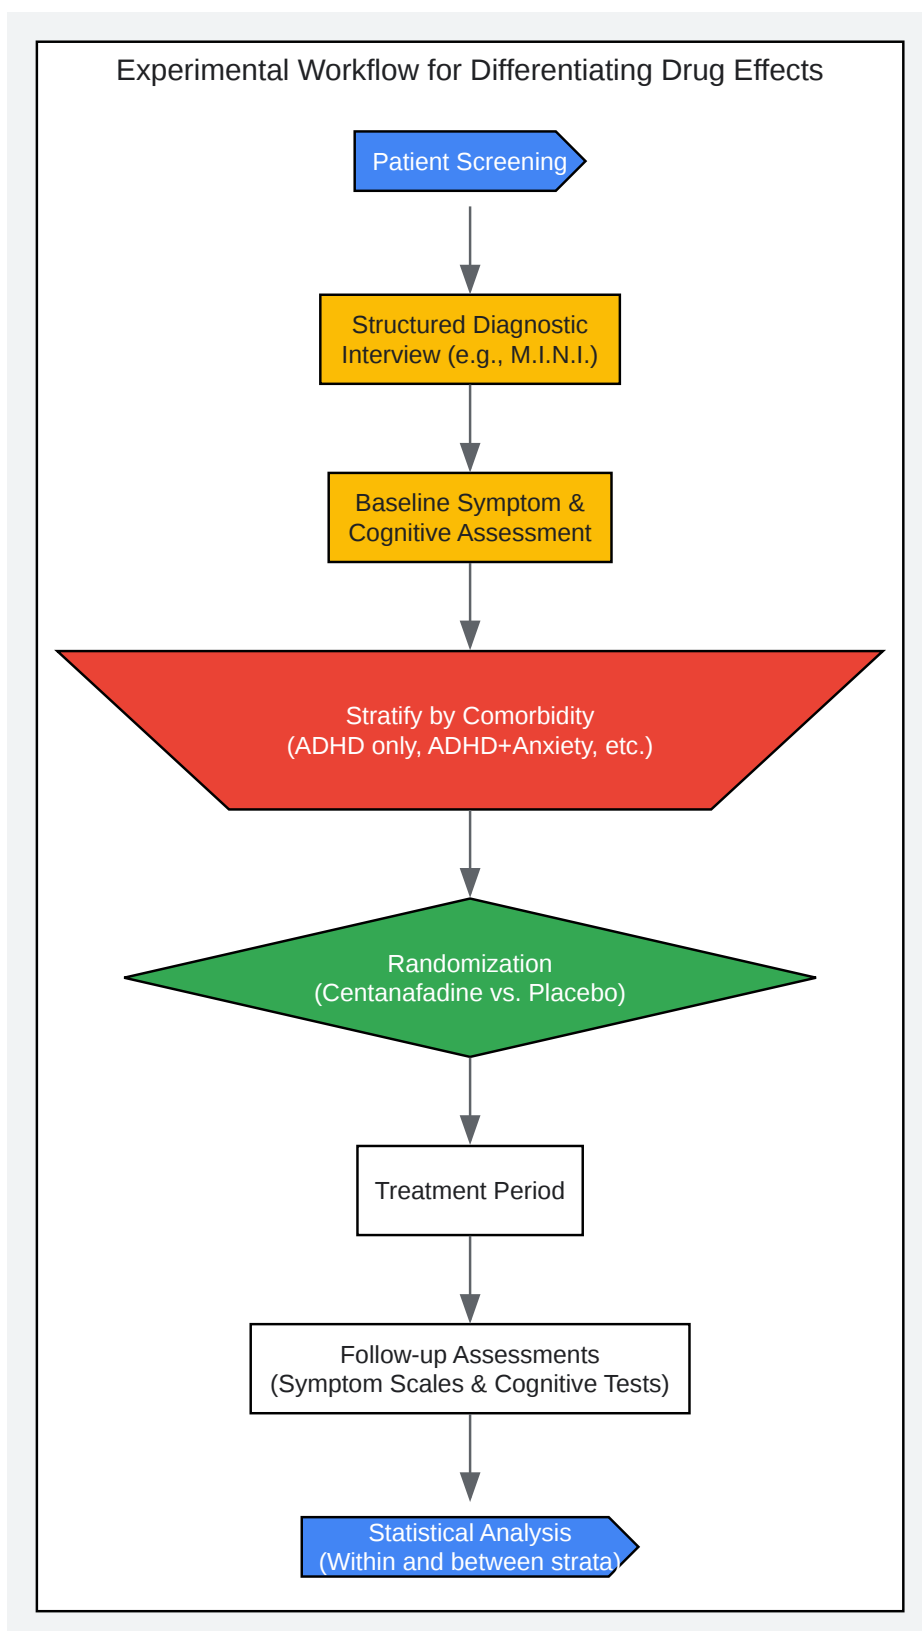 Experimental Workflow for Differentiating Drug Effects
Patient Screening
Structured Diagnostic
Interview (e.g., M.I.N.I.)
Baseline Symptom &
Cognitive Assessment
Stratify by Comorbidity
(ADHD only, ADHD+Anxiety, etc.)
Randomization
(Centanafadine vs. Placebo)
Treatment Period
Follow-up Assessments
(Symptom Scales & Cognitive Tests)
Statistical Analysis
(Within and between strata)